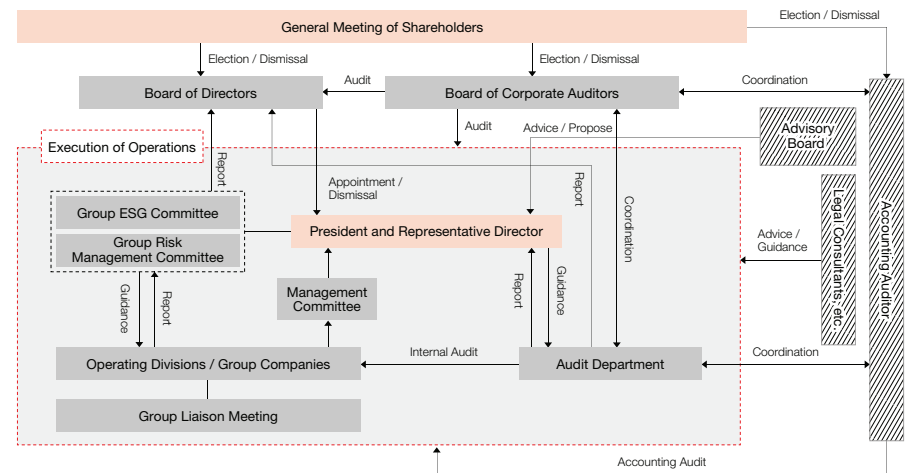 General Meeting of Shareholders
Election / Dismissal
Election / Dismissal
Election / Dismissal
Board of Directors
Audit
Board of Corporate Auditors
Coordination
Audit
Advice / Propose
Advisory
Board
Execution of Operations
Report
Appointment /
Dismissal
Report
Coordination
Group ESG Committee
Group Risk
Management Committee
President and Representative Director
Advice /
Guidance
Legal Consultants, etc.
Accounting Auditor
Guidance
Report
Management
Committee
Report
Guidance
Operating Divisions / Group Companies
Internal Audit
Audit Department
Coordination
Group Liaison Meeting
Accounting Audit